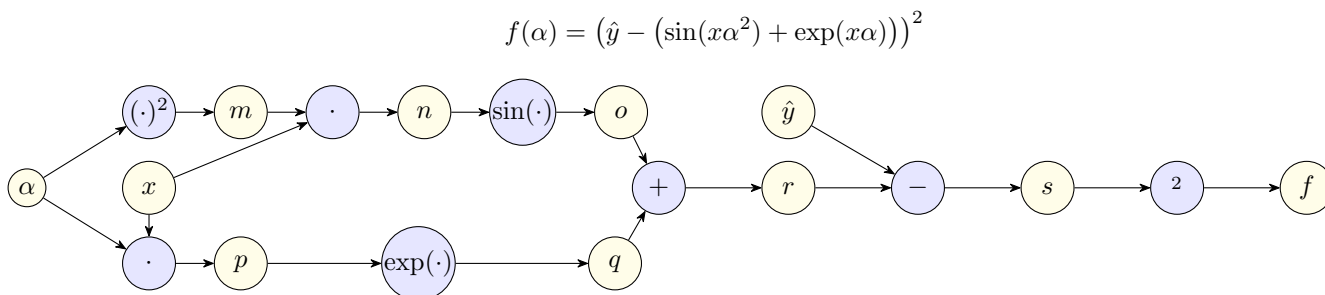 f(α) = (ŷ − (sin(xα²) + exp(xα)))²
(·)² m · n sin(·) o ŷ
α x + r − s ² f
· p exp(·) q